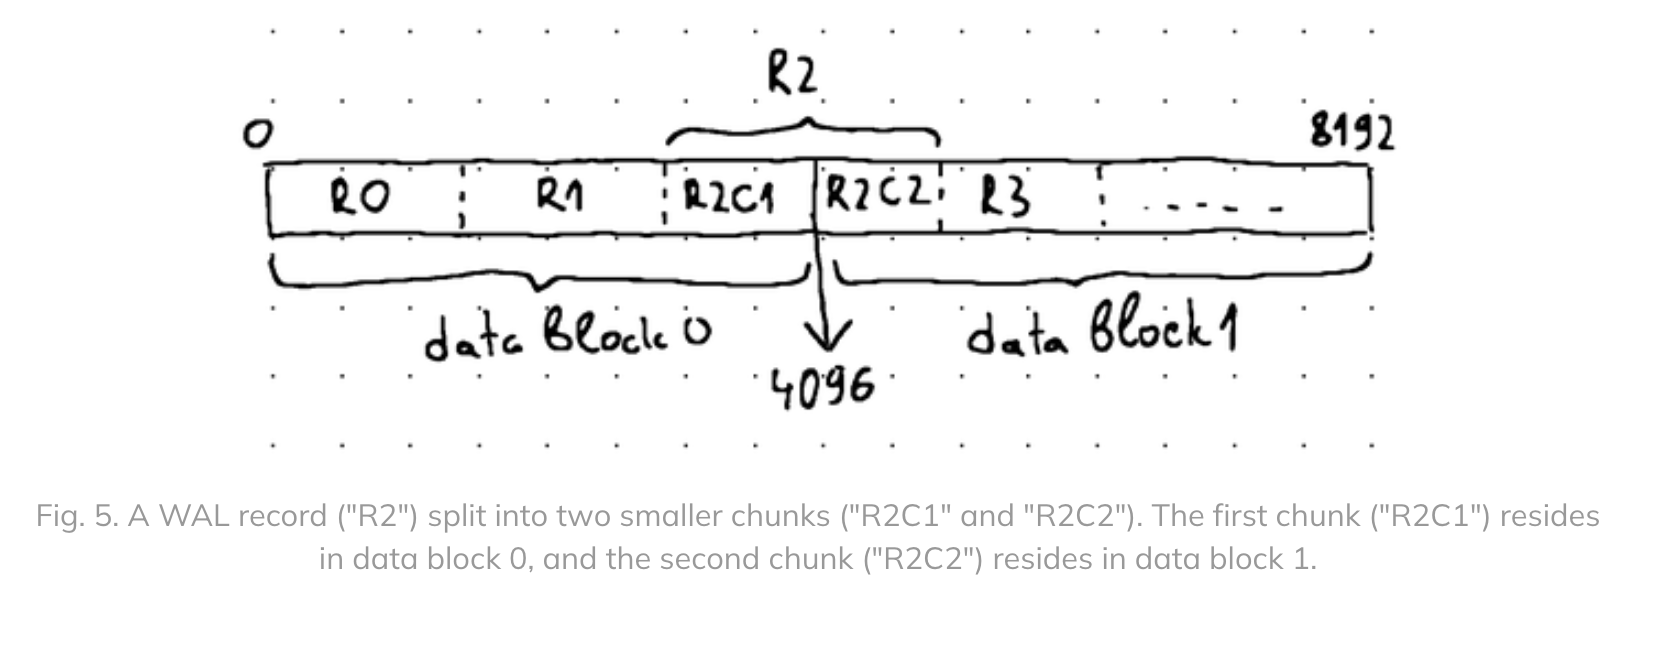 R2
0
8192
R0 R1 R2C1 R2C2 R3 -----
data block 0
data block 1
4096
Fig. 5. A WAL record ("R2") split into two smaller chunks ("R2C1" and "R2C2"). The first chunk ("R2C1") resides
in data block 0, and the second chunk ("R2C2") resides in data block 1.